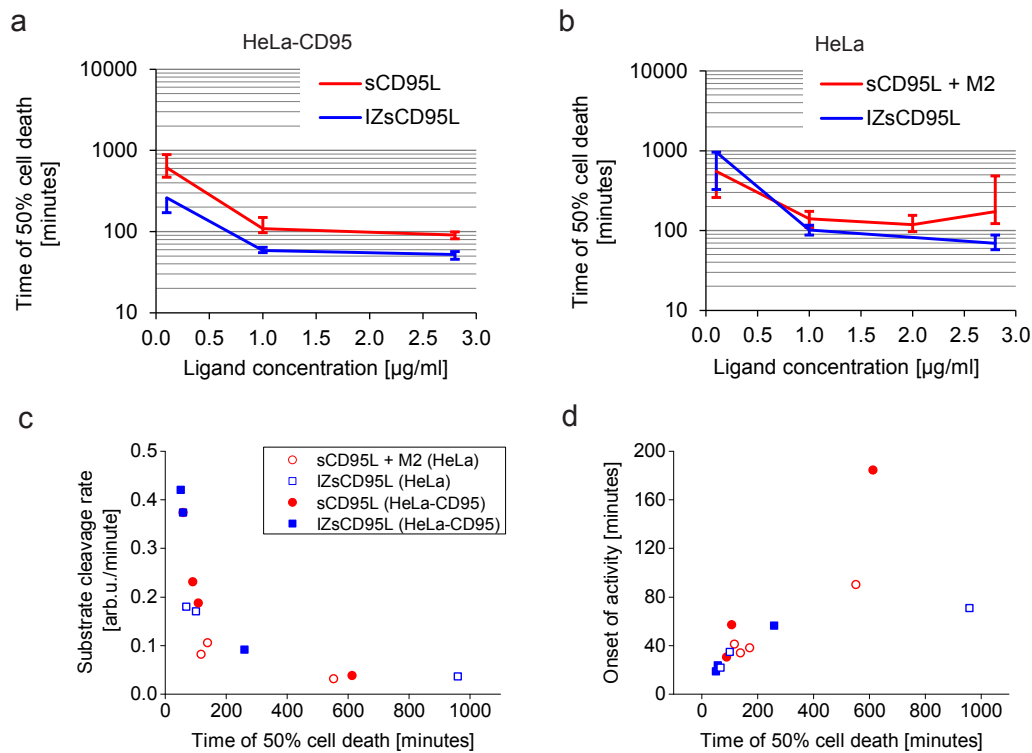 a
HeLa-CD95
10000
1000
100
10
Time of 50% cell death
[minutes]
sCD95L
IZsCD95L
0.0 0.5 1.0 1.5 2.0 2.5 3.0
Ligand concentration [µg/ml]
b
HeLa
10000
1000
100
10
Time of 50% cell death
[minutes]
sCD95L + M2
IZsCD95L
0.0 0.5 1.0 1.5 2.0 2.5 3.0
Ligand concentration [µg/ml]
c
0.5
0.4
0.3
0.2
0.1
0.0
Substrate cleavage rate
[arb.u./minute]
sCD95L + M2 (HeLa)
IZsCD95L (HeLa)
sCD95L (HeLa-CD95)
IZsCD95L (HeLa-CD95)
0 200 400 600 800 1000
Time of 50% cell death [minutes]
d
200
160
120
80
40
0
Onset of activity [minutes]
0 200 400 600 800 1000
Time of 50% cell death [minutes]